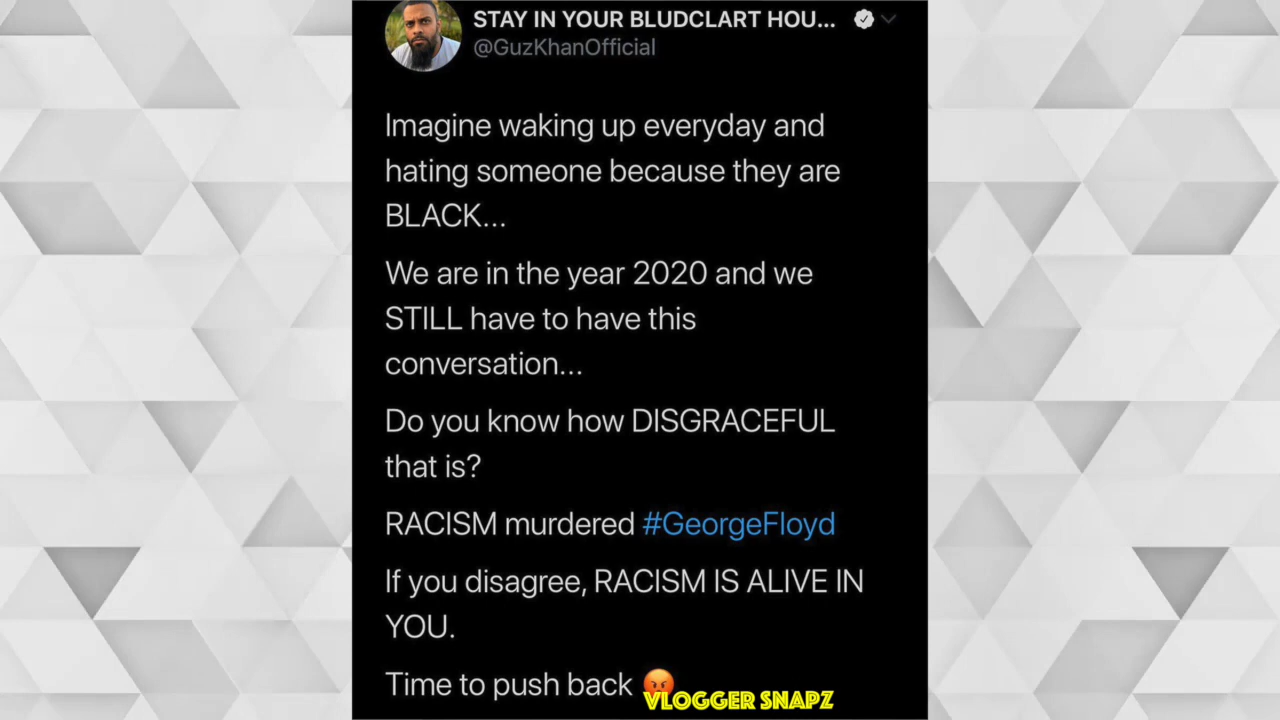 STAY IN YOUR BLUDCLART HOU...
@GuzKhanOfficial
Imagine waking up everyday and
hating someone because they are
BLACK...
We are in the year 2020 and we
STILL have to have this
conversation...
Do you know how DISGRACEFUL
that is?
RACISM murdered #GeorgeFloyd
If you disagree, RACISM IS ALIVE IN
YOU.
Time to push back 😡
VLOGGER SNAPZ